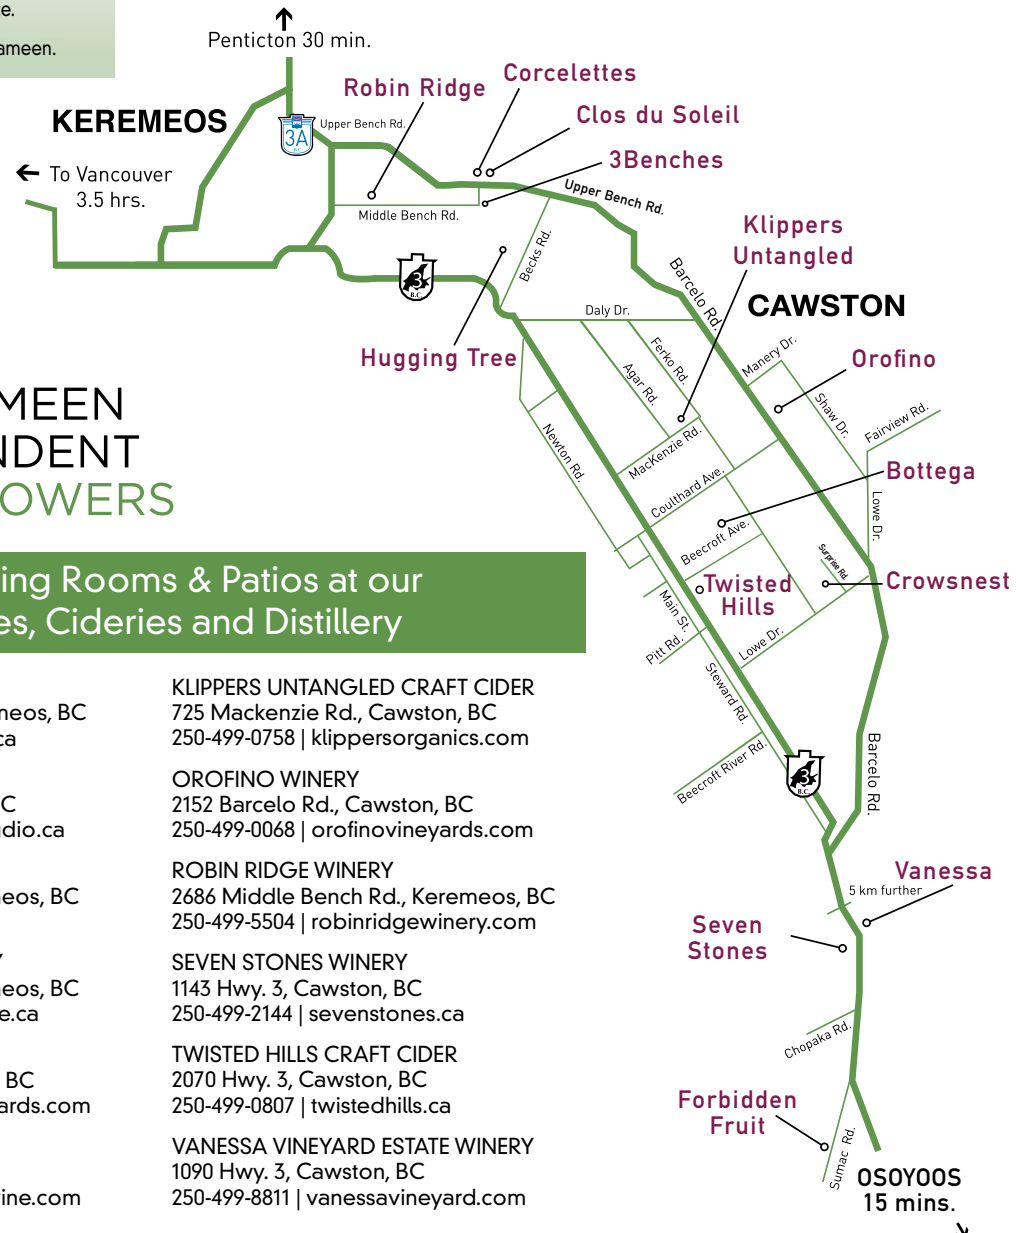 e.
ameen.
Penticton 30 min.
KEREMEOS
3A
B.C.
Upper Bench Rd.
Robin Ridge
Corcelettes
Clos du Soleil
3Benches
To Vancouver
3.5 hrs.
Middle Bench Rd.
Upper Bench Rd.
Becks Rd.
Klippers
Untangled
3
B.C.
Barcelo Rd.
CAWSTON
Daly Dr.
Hugging Tree
Ferko Rd.
Agar Rd.
Manery Dr.
Orofino
Shaw Dr.
Fairview Rd.
MEEN
NDENT
OWERS
Newton Rd.
MacKenzie Rd.
Coulthard Ave.
Bottega
Lowe Dr.
Beecroft Ave.
Surprise Rd.
Crowsnest
Twisted
Hills
ing Rooms & Patios at our
es, Cideries and Distillery
Main St.
Pitt Rd.
Lowe Dr.
Steward Rd.
Beecroft River Rd.
3
B.C.
Barcelo Rd.
meos, BC
ca
C
dio.ca
eos, BC
Y
eos, BC
e.ca
BC
ards.com
ine.com
KLIPPERS UNTANGLED CRAFT CIDER
725 Mackenzie Rd., Cawston, BC
250-499-0758 | klippersorganics.com
OROFINO WINERY
2152 Barcelo Rd., Cawston, BC
250-499-0068 | orofinovineyards.com
ROBIN RIDGE WINERY
2686 Middle Bench Rd., Keremeos, BC
250-499-5504 | robinridgewinery.com
SEVEN STONES WINERY
1143 Hwy. 3, Cawston, BC
250-499-2144 | sevenstones.ca
TWISTED HILLS CRAFT CIDER
2070 Hwy. 3, Cawston, BC
250-499-0807 | twistedhills.ca
VANESSA VINEYARD ESTATE WINERY
1090 Hwy. 3, Cawston, BC
250-499-8811 | vanessavineyard.com
Vanessa
5 km further
Seven
Stones
Chopaka Rd.
Forbidden
Fruit
Sumac Rd.
OSOYOOS
15 mins.